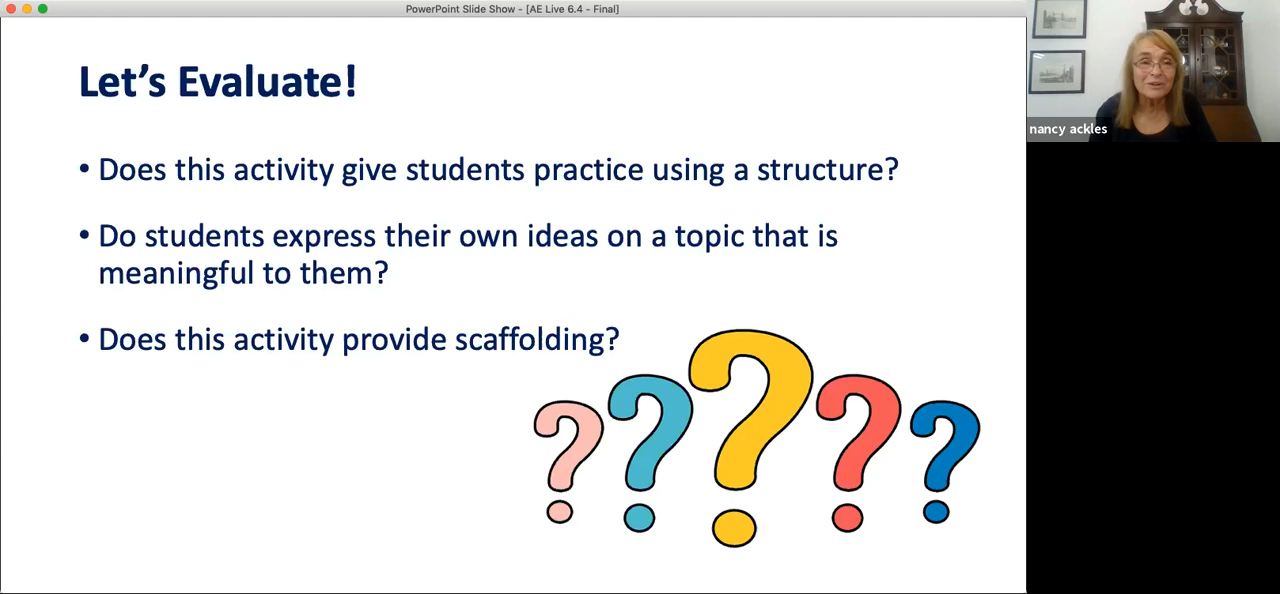 PowerPoint Slide Show - [AE Live 6.4 - Final]
Let's Evaluate!
• Does this activity give students practice using a structure?
• Do students express their own ideas on a topic that is
meaningful to them?
• Does this activity provide scaffolding?
nancy ackles